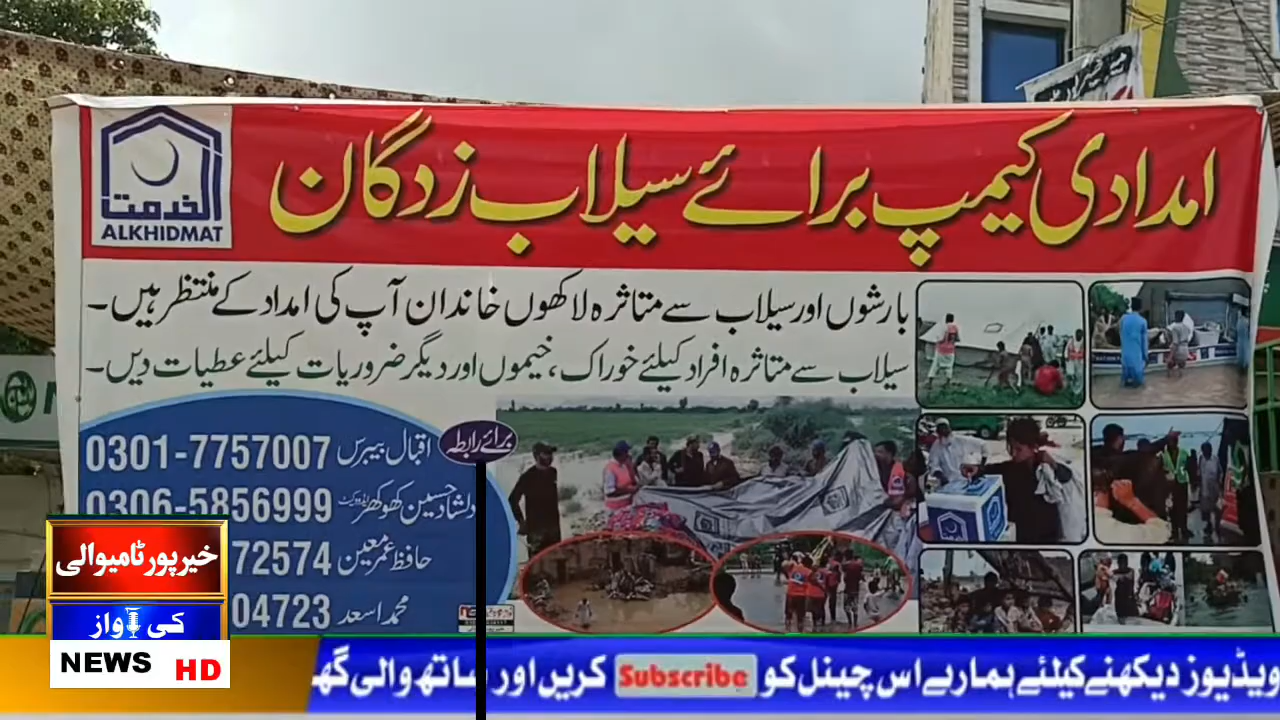 امدادی کیمپ برائے سیلاب زدگان
الخدمت
ALKHIDMAT
بارشوں اور سیلاب سے متاثرہ لاکھوں خاندان آپ کی امداد کے منتظر ہیں۔
سیلاب سے متاثرہ افراد کیلئے خوراک، خیموں اور دیگر ضروریات کیلئے عطیات دیں۔
برائے رابطہ
اقبال بیبرس 0301-7757007
دلشاد حسین کھوکھر ایڈووکیٹ 0306-5856999
حافظ عمر معین 72574
محمد اسعد 04723
خیرپور ٹامیوالی
کی آواز
NEWS HD
ویڈیوز دیکھنے کیلئے ہمارے اس چینل کو Subscribe کریں اور ساتھ والی گھ